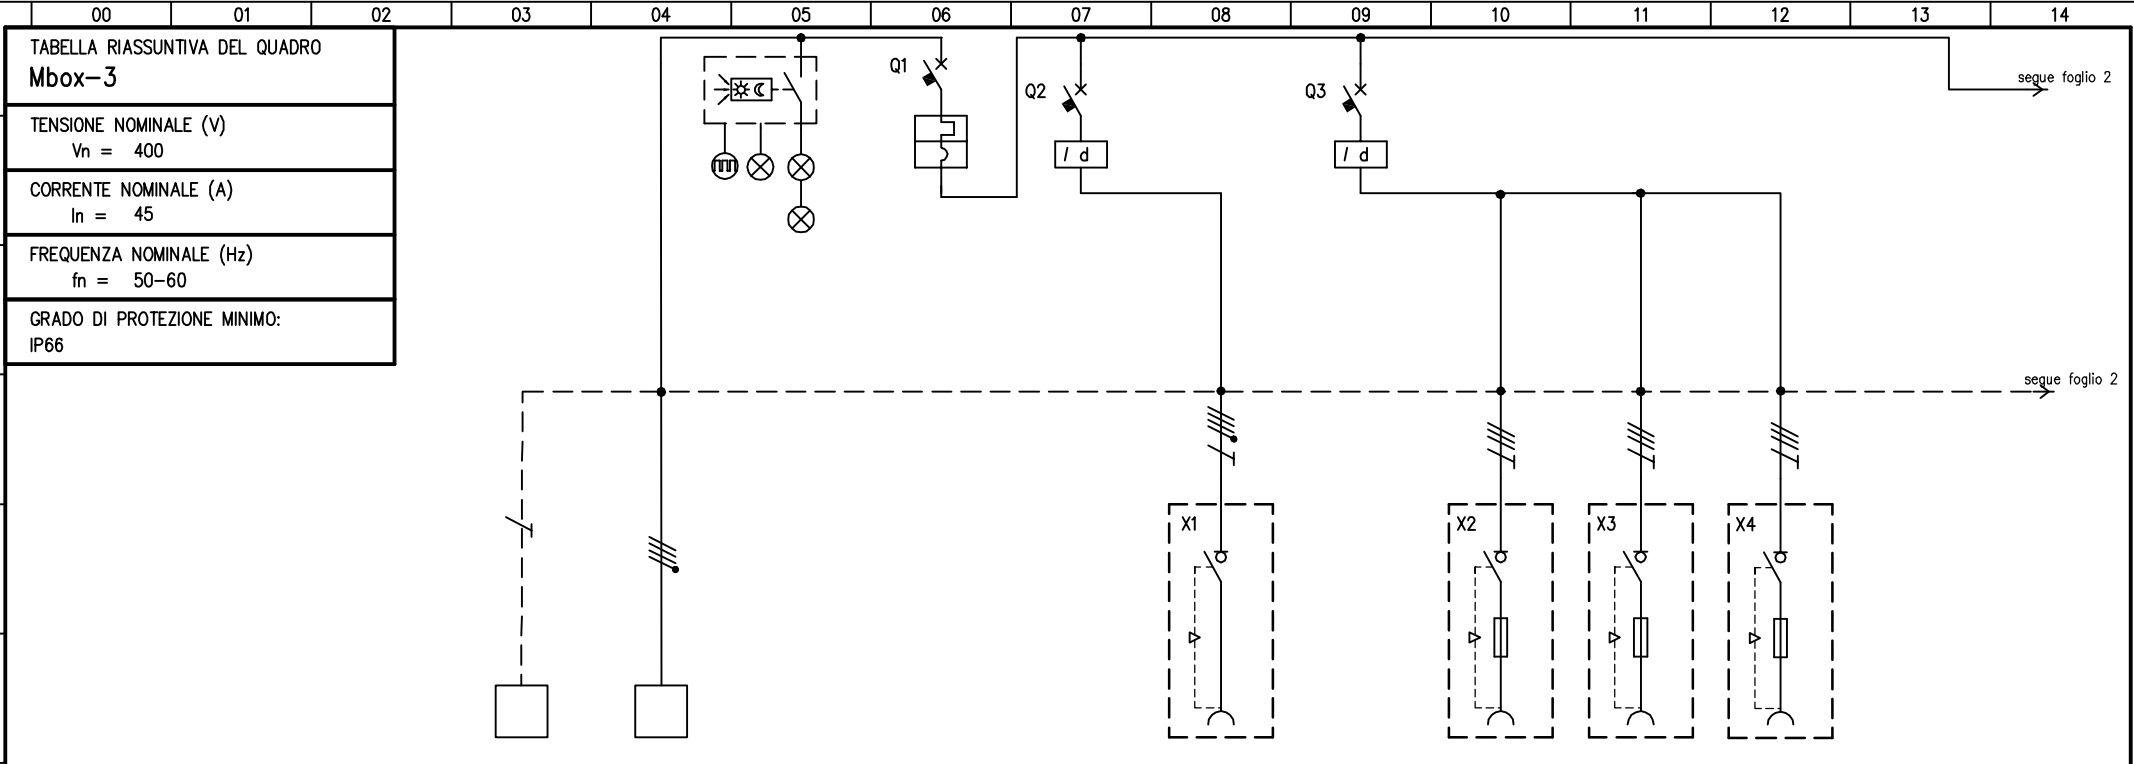 00 01 02 03 04 05 06 07 08 09 10 11 12 13 14
TABELLA RIASSUNTIVA DEL QUADRO
Mbox-3
TENSIONE NOMINALE (V)
Vn = 400
CORRENTE NOMINALE (A)
In = 45
FREQUENZA NOMINALE (Hz)
fn = 50-60
GRADO DI PROTEZIONE MINIMO:
IP66
Q1
Q2
I d
Q3
I d
segue foglio 2
segue foglio 2
X1
X2
X3
X4